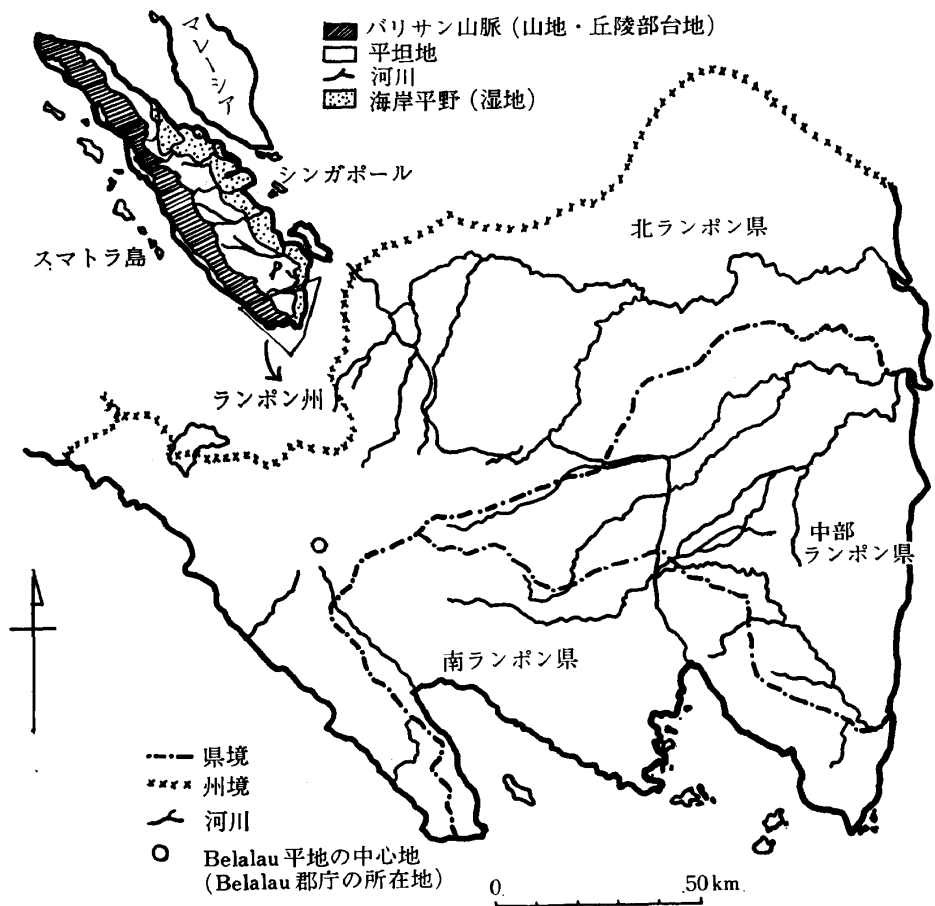 バリサン山脈(山地・丘陵部台地)
平坦地
河川
海岸平野(湿地)
マレーシア
シンガポール
スマトラ島
ランポン州
北ランポン県
中部
ランポン県
南ランポン県
県境
州境
河川
Belalau平地の中心地
(Belalau郡庁の所在地)
0. 50km